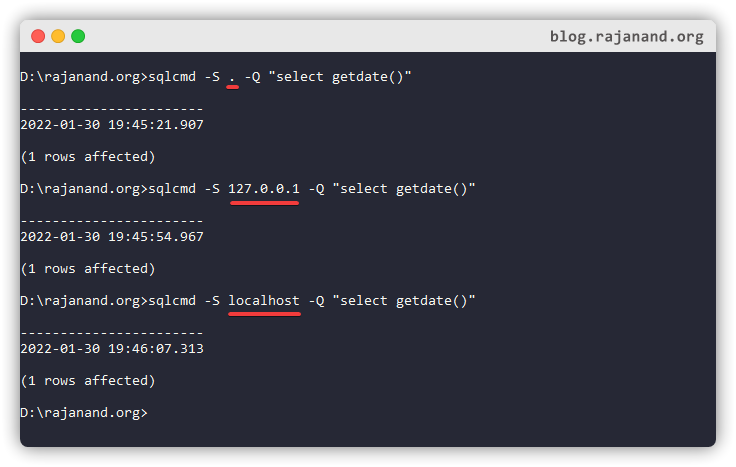 blog.rajanand.org
D:\rajanand.org>sqlcmd -S . -Q "select getdate()"
-----------------------
2022-01-30 19:45:21.907
(1 rows affected)
D:\rajanand.org>sqlcmd -S 127.0.0.1 -Q "select getdate()"
-----------------------
2022-01-30 19:45:54.967
(1 rows affected)
D:\rajanand.org>sqlcmd -S localhost -Q "select getdate()"
-----------------------
2022-01-30 19:46:07.313
(1 rows affected)
D:\rajanand.org>